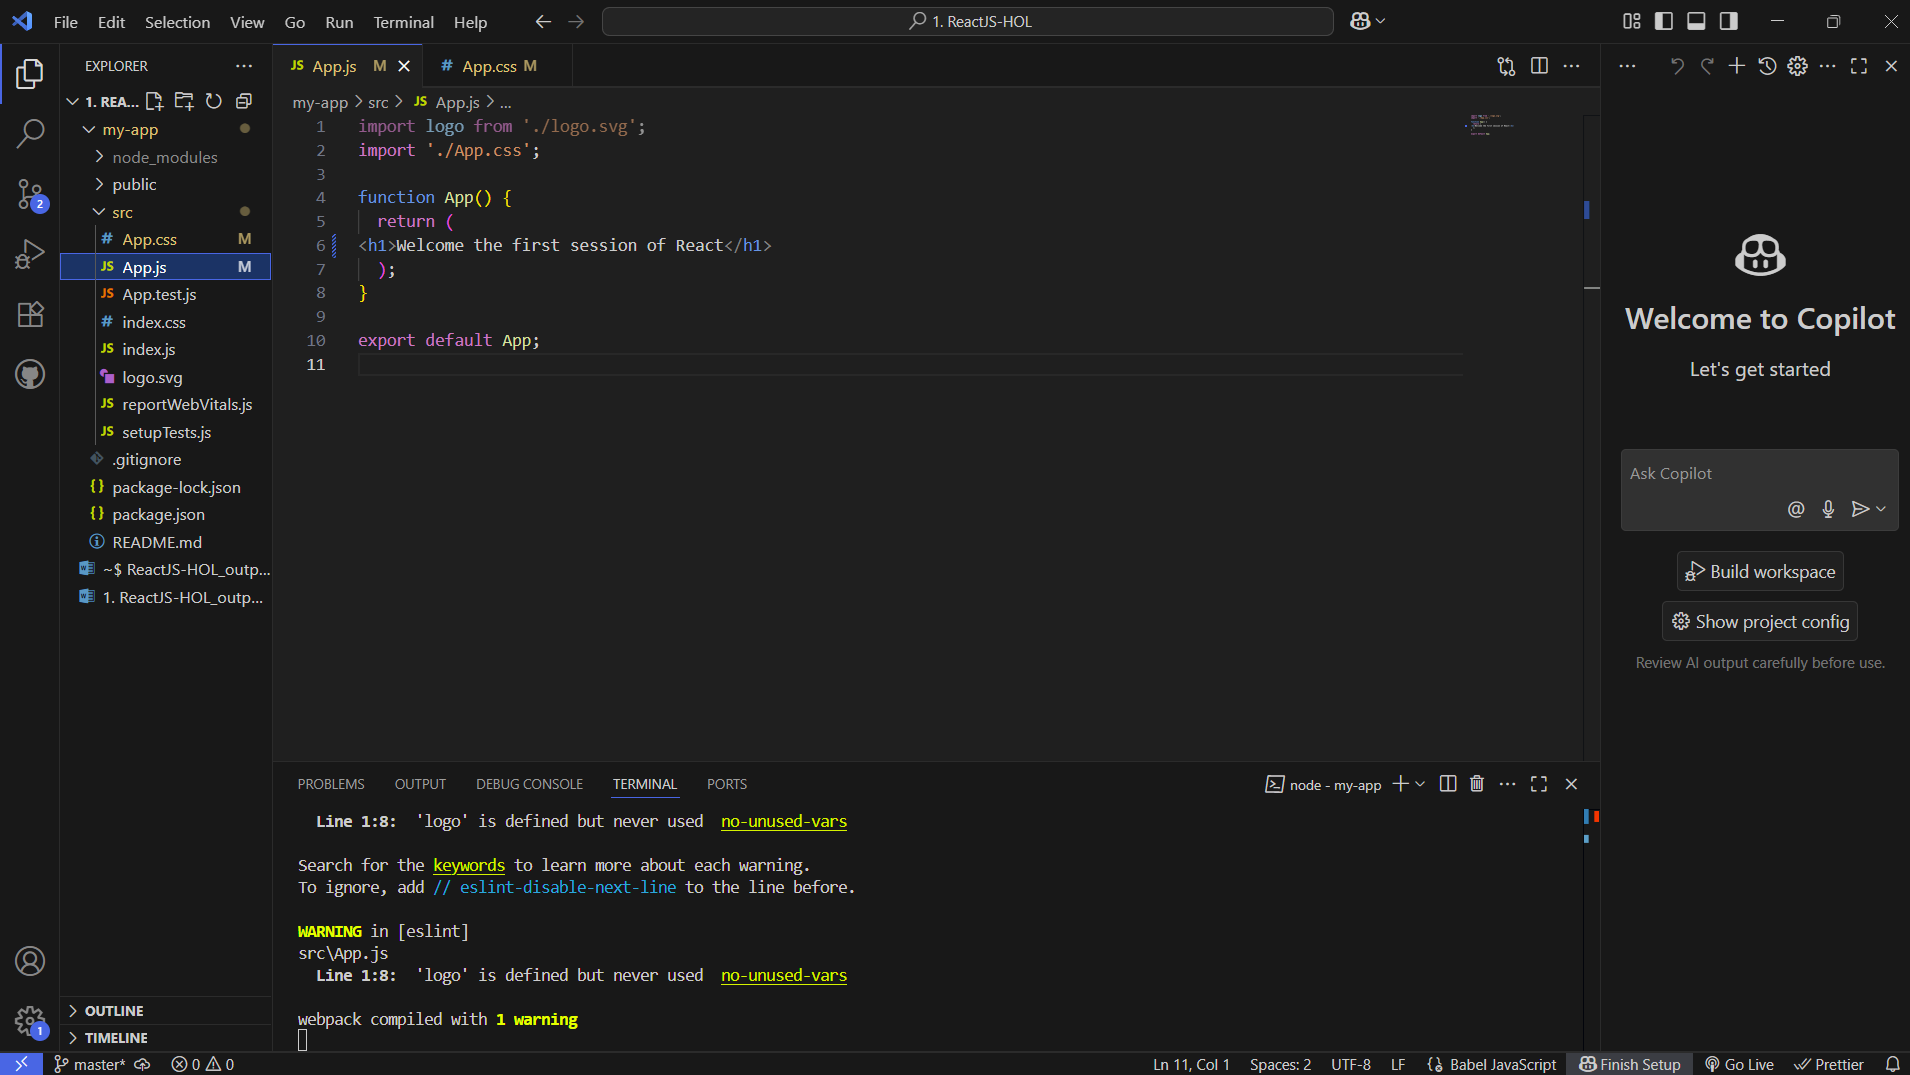 File Edit Selection View Go Run Terminal Help
1. ReactJS-HOL
EXPLORER
1. REA...
my-app
node_modules
public
src
# App.css M
JS App.js M
JS App.test.js
# index.css
JS index.js
logo.svg
JS reportWebVitals.js
JS setupTests.js
.gitignore
{} package-lock.json
{} package.json
README.md
~$ ReactJS-HOL_outp...
1. ReactJS-HOL_outp...
OUTLINE
TIMELINE
2
1
JS App.js M
# App.css M
my-app > src > JS App.js > ...
1 import logo from './logo.svg';
2 import './App.css';
3
4 function App() {
5 return (
6 <h1>Welcome the first session of React</h1>
7 );
8 }
9
10 export default App;
11
PROBLEMS OUTPUT DEBUG CONSOLE TERMINAL PORTS
node - my-app
Line 1:8: 'logo' is defined but never used no-unused-vars
Search for the keywords to learn more about each warning.
To ignore, add // eslint-disable-next-line to the line before.
WARNING in [eslint]
src\App.js
Line 1:8: 'logo' is defined but never used no-unused-vars
webpack compiled with 1 warning
Welcome to Copilot
Let's get started
Ask Copilot
@
Build workspace
Show project config
Review AI output carefully before use.
master* 0 0
Ln 11, Col 1 Spaces: 2 UTF-8 LF Babel JavaScript Finish Setup Go Live Prettier